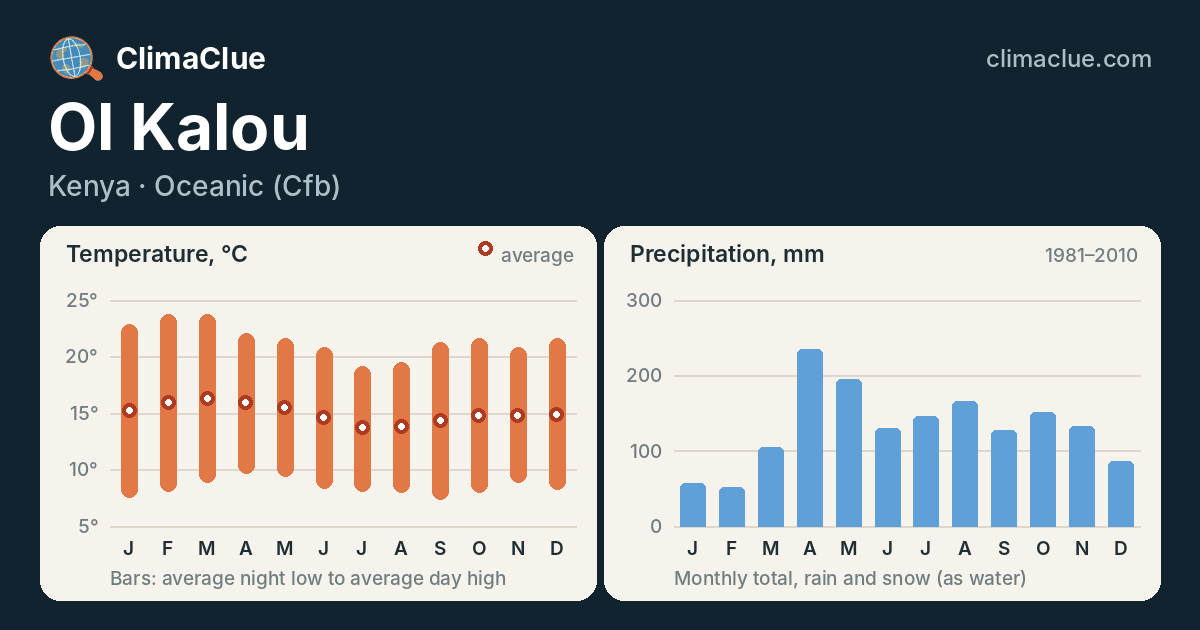 ClimaClue
climaclue.com
Ol Kalou
Kenya · Oceanic (Cfb)
Temperature, °C
average
25°
20°
15°
10°
5°
J F M A M J J A S O N D
Bars: average night low to average day high
Precipitation, mm
1981–2010
300
200
100
0
J F M A M J J A S O N D
Monthly total, rain and snow (as water)